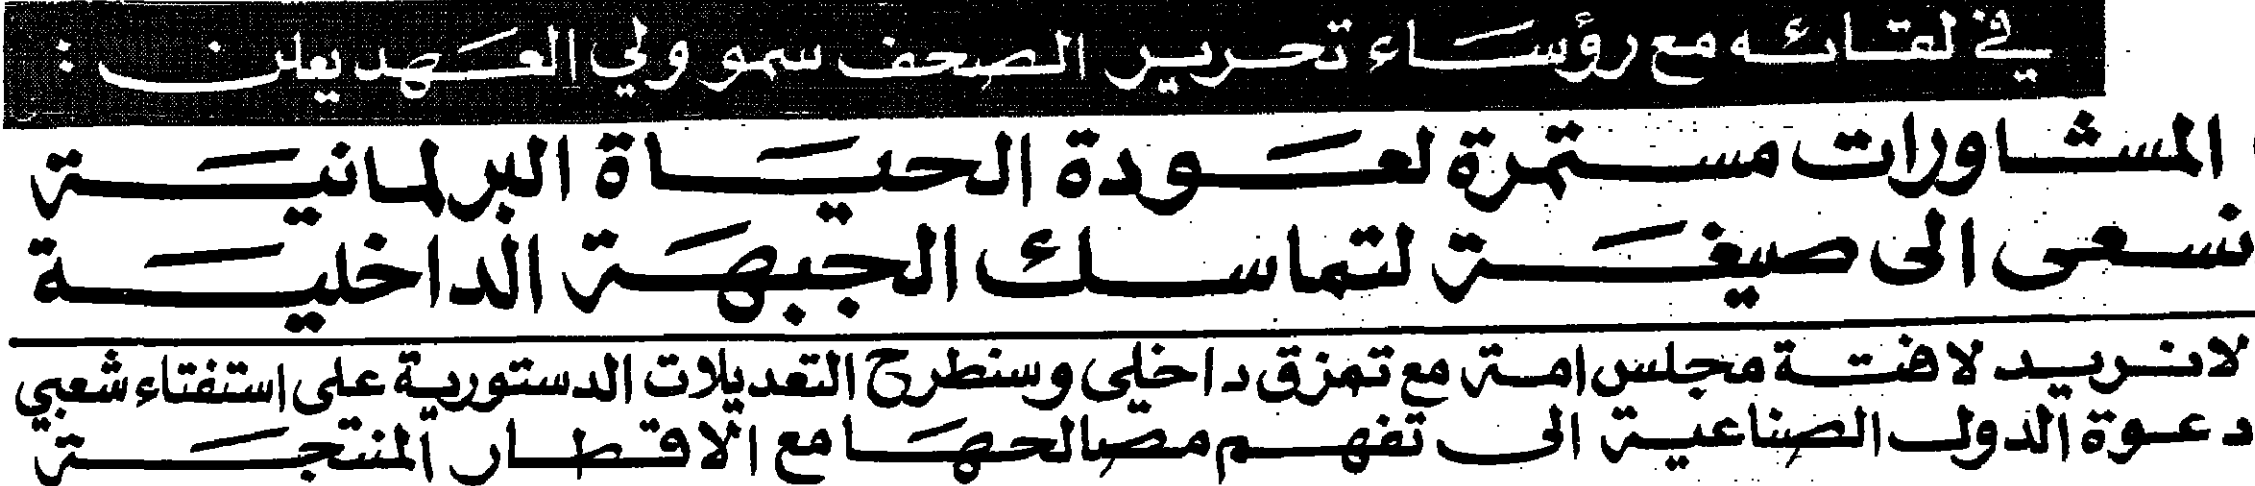 في لقائه مع رؤساء تحرير الصحف سمو ولي العهد يعلن :
المشاورات مستمرة لعودة الحياة البرلمانية
نسعى الى صيغة لتماسك الجبهة الداخلية
لا نريد لافتة مجلس امة مع تمزق داخلي وسنطرح التعديلات الدستورية على استفتاء شعبي
دعوة الدول الصناعية الى تفهم مصالحها مع الاقطار المنتجة